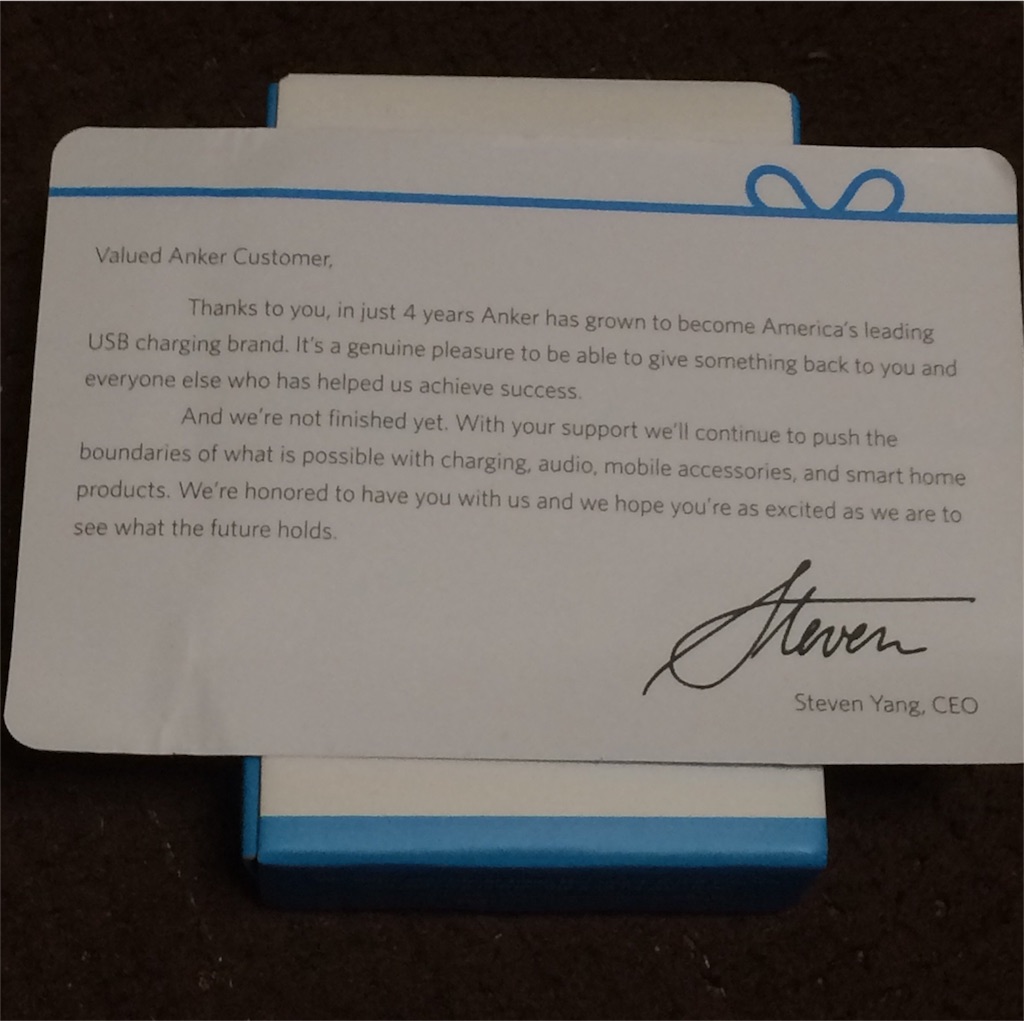 Valued Anker Customer,
Thanks to you, in just 4 years Anker has grown to become America's leading
USB charging brand. It's a genuine pleasure to be able to give something back to you and
everyone else who has helped us achieve success.
And we're not finished yet. With your support we'll continue to push the
boundaries of what is possible with charging, audio, mobile accessories, and smart home
products. We're honored to have you with us and we hope you're as excited as we are to
see what the future holds.
Steven
Steven Yang, CEO